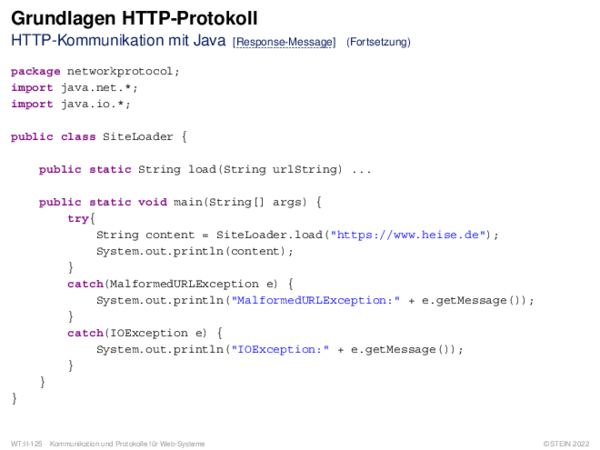 Grundlagen HTTP-Protokoll
HTTP-Kommunikation mit Java [Response-Message] (Fortsetzung)
package networkprotocol;
import java.net.*;
import java.io.*;
public class SiteLoader {
public static String load(String urlString) ...
public static void main(String[] args) {
try{
String content = SiteLoader.load("https://www.heise.de");
System.out.println(content);
}
catch(MalformedURLException e) {
System.out.println("MalformedURLException:" + e.getMessage());
}
catch(IOException e) {
System.out.println("IOException:" + e.getMessage());
}
}
}
WT:II-125 Kommunikation und Protokolle für Web-Systeme ©STEIN 2022